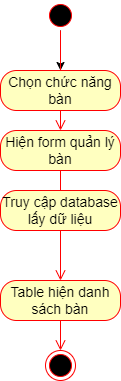 Chọn chức năng
bàn
Hiện form quản lý
bàn
Truy cập database
lấy dữ liệu
Table hiện danh
sách bàn